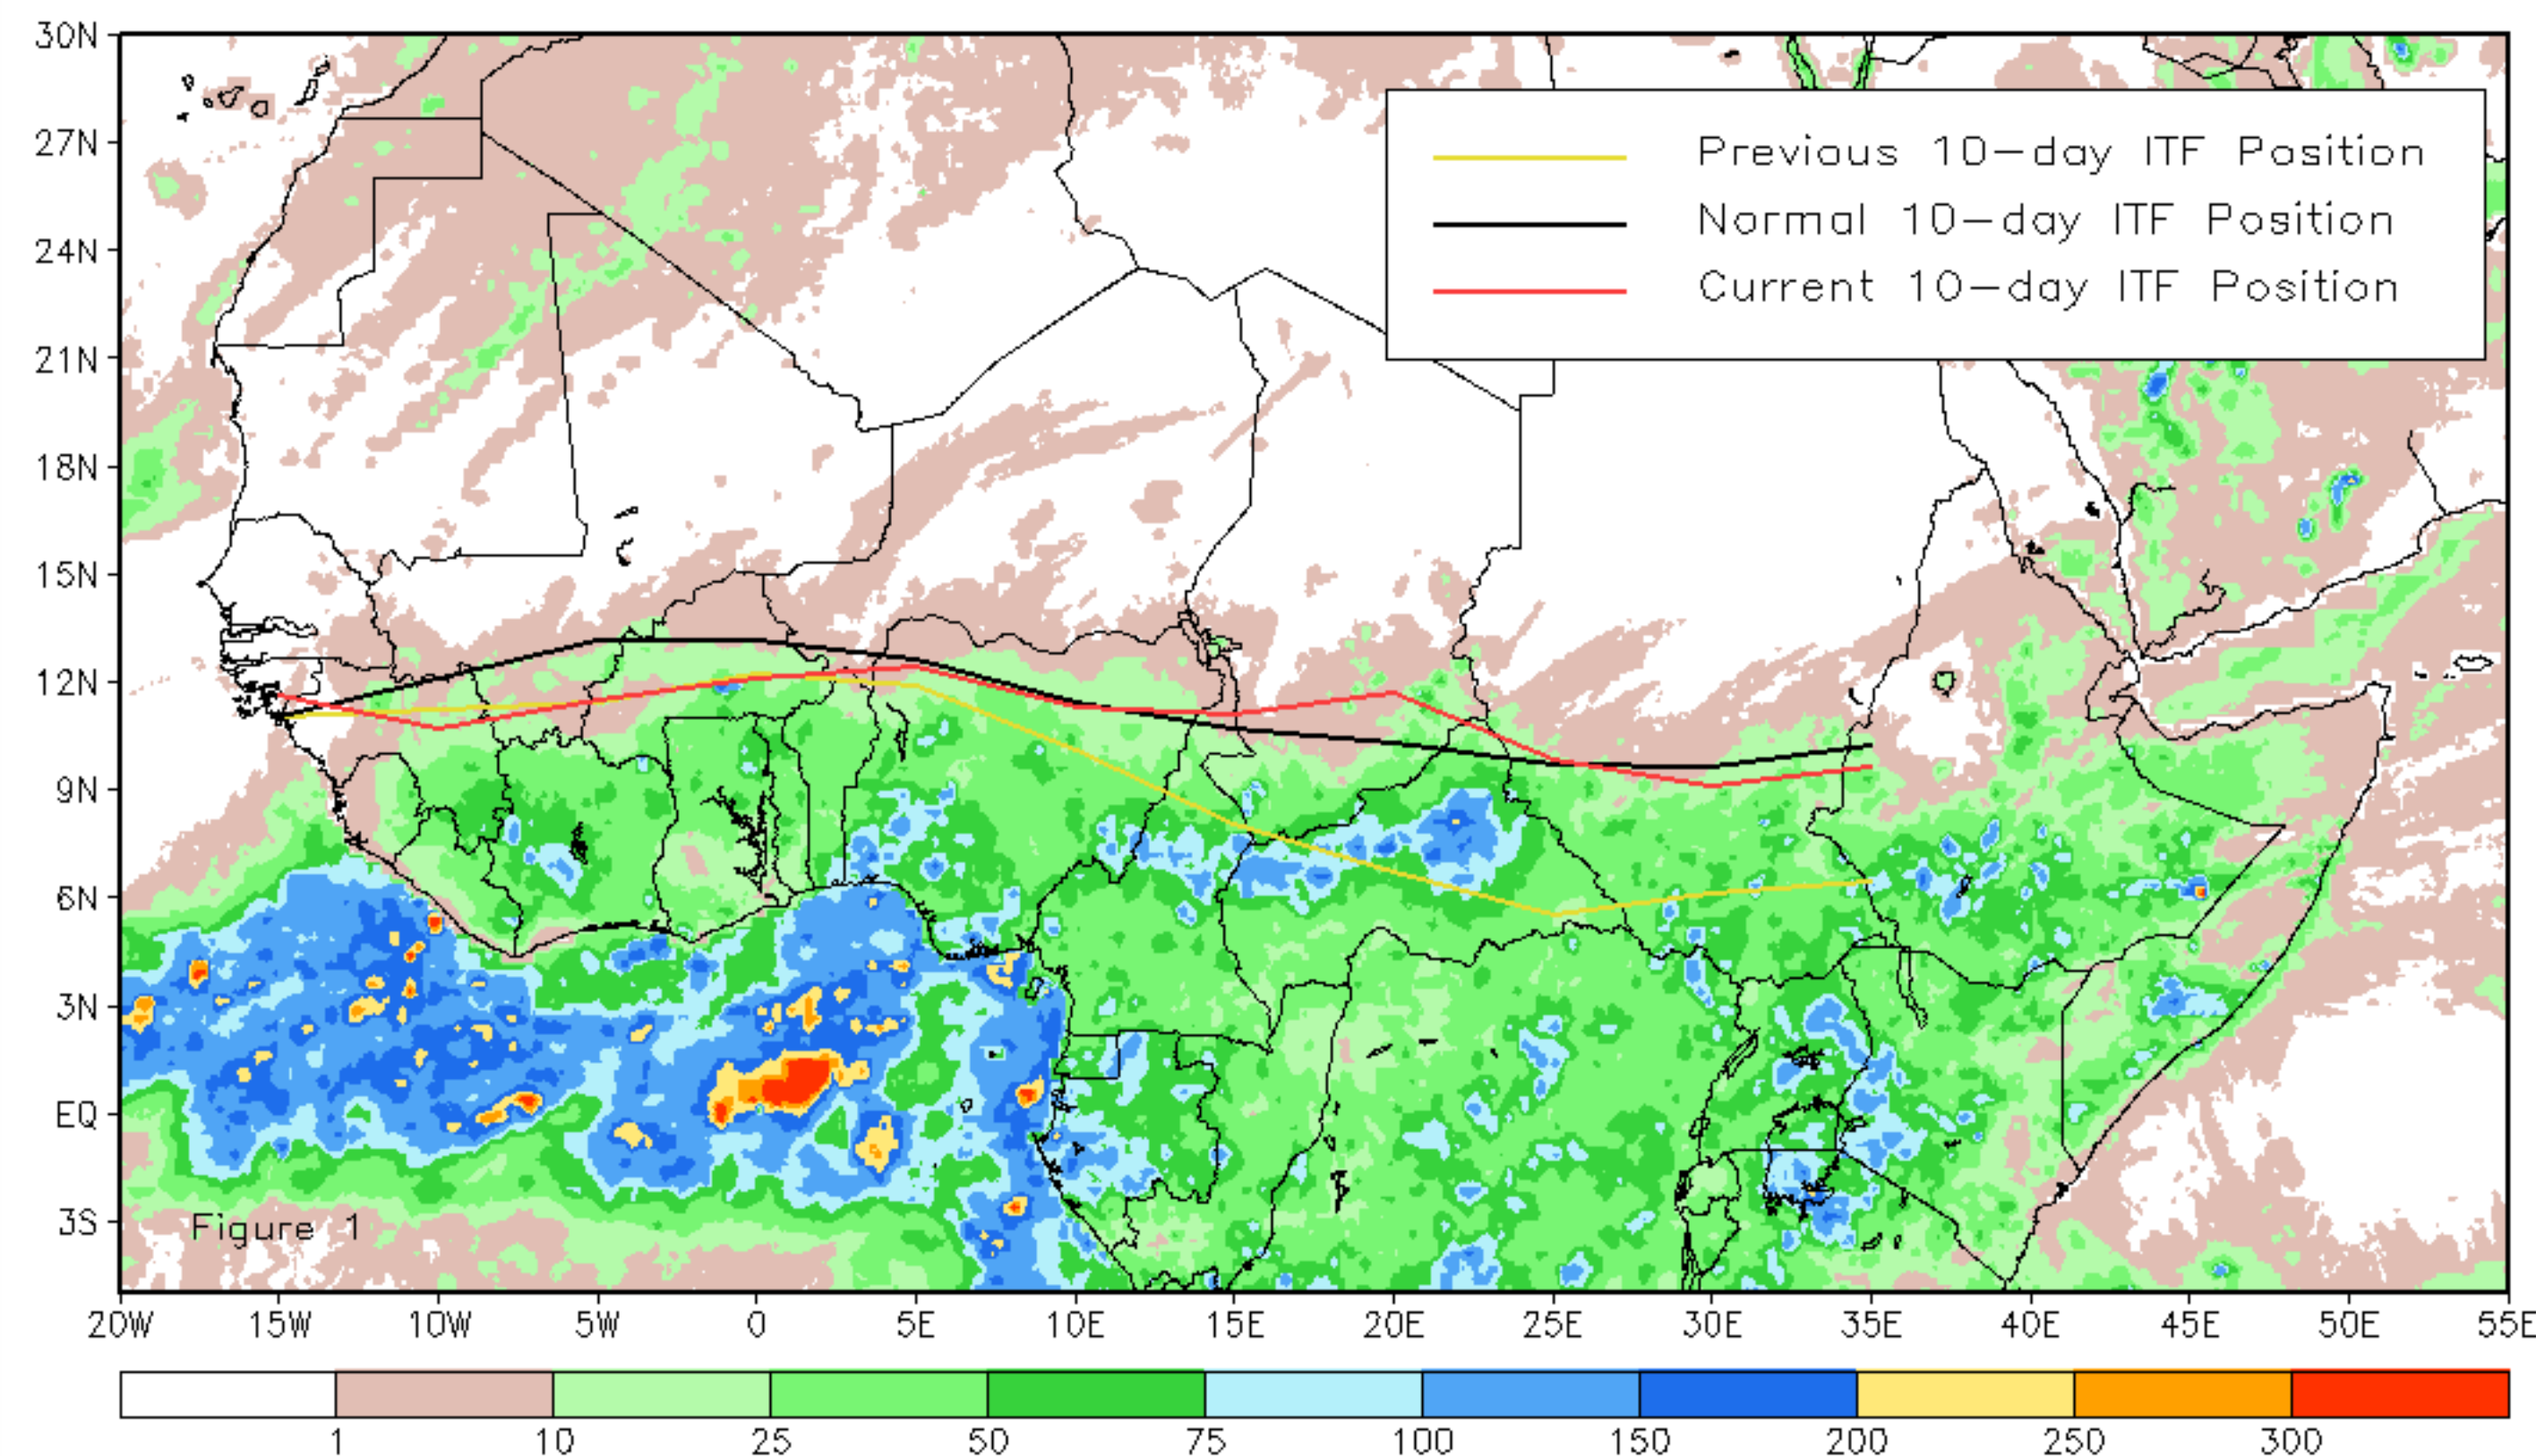 30N
27N
24N
21N
18N
15N
12N
9N
6N
3N
EQ
3S
Previous 10-day ITF Position
Normal 10-day ITF Position
Current 10-day ITF Position
Figure 1
20W 15W 10W 5W 0 5E 10E 15E 20E 25E 30E 35E 40E 45E 50E 55E
1 10 25 50 75 100 150 200 250 300